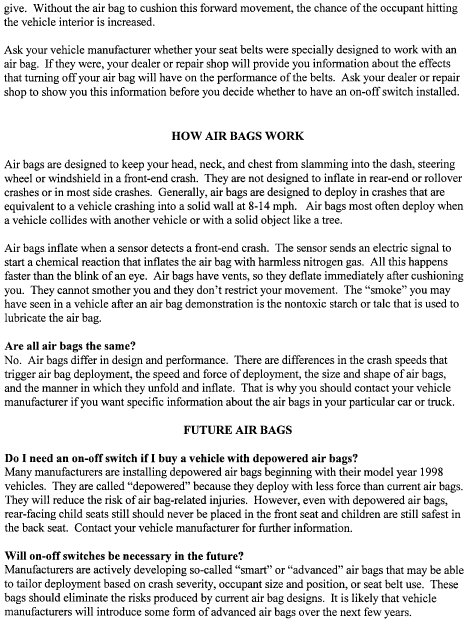 give.  Without the air bag to cushion this forward movement, the chance of the occupant hitting
the vehicle interior is increased.
Ask your vehicle manufacturer whether your seat belts were specially designed to work with an
air bag.  If they were, your dealer or repair shop will provide you information about the effects
that turning off your air bag will have on the performance of the belts.  Ask your dealer or repair
shop to show you this information before you decide whether to have an on-off switch installed.
HOW AIR BAGS WORK
Air bags are designed to keep your head, neck, and chest from slamming into the dash, steering
wheel or windshield in a front-end crash.  They are not designed to inflate in rear-end or rollover
crashes or in most side crashes.  Generally, air bags are designed to deploy in crashes that are
equivalent to a vehicle crashing into a solid wall at 8-14 mph.   Air bags most often deploy when
a vehicle collides with another vehicle or with a solid object like a tree.
Air bags inflate when a sensor detects a front-end crash.  The sensor sends an electric signal to
start a chemical reaction that inflates the air bag with harmless nitrogen gas.  All this happens
faster than the blink of an eye.  Air bags have vents, so they deflate immediately after cushioning
you.  They cannot smother you and they don't restrict your movement.  The "smoke" you may
have seen in a vehicle after an air bag demonstration is the nontoxic starch or talc that is used to
lubricate the air bag.
Are all air bags the same?
No.  Air bags differ in design and performance.  There are differences in the crash speeds that
trigger air bag deployment, the speed and force of deployment, the size and shape of air bags,
and the manner in which they unfold and inflate.  That is why you should contact your vehicle
manufacturer if you want specific information about the air bags in your particular car or truck.
FUTURE AIR BAGS
Do I need an on-off switch if I buy a vehicle with depowered air bags?
Many manufacturers are installing depowered air bags beginning with their model year 1998
vehicles.  They are called "depowered" because they deploy with less force than current air bags.
They will reduce the risk of air bag-related injuries.  However, even with depowered air bags,
rear-facing child seats still should never be placed in the front seat and children are still safest in
the back seat.  Contact your vehicle manufacturer for further information.
Will on-off switches be necessary in the future?
Manufacturers are actively developing so-called "smart" or "advanced" air bags that may be able
to tailor deployment based on crash severity, occupant size and position, or seat belt use.  These
bags should eliminate the risks produced by current air bag designs.  It is likely that vehicle
manufacturers will introduce some form of advanced air bags over the next few years.